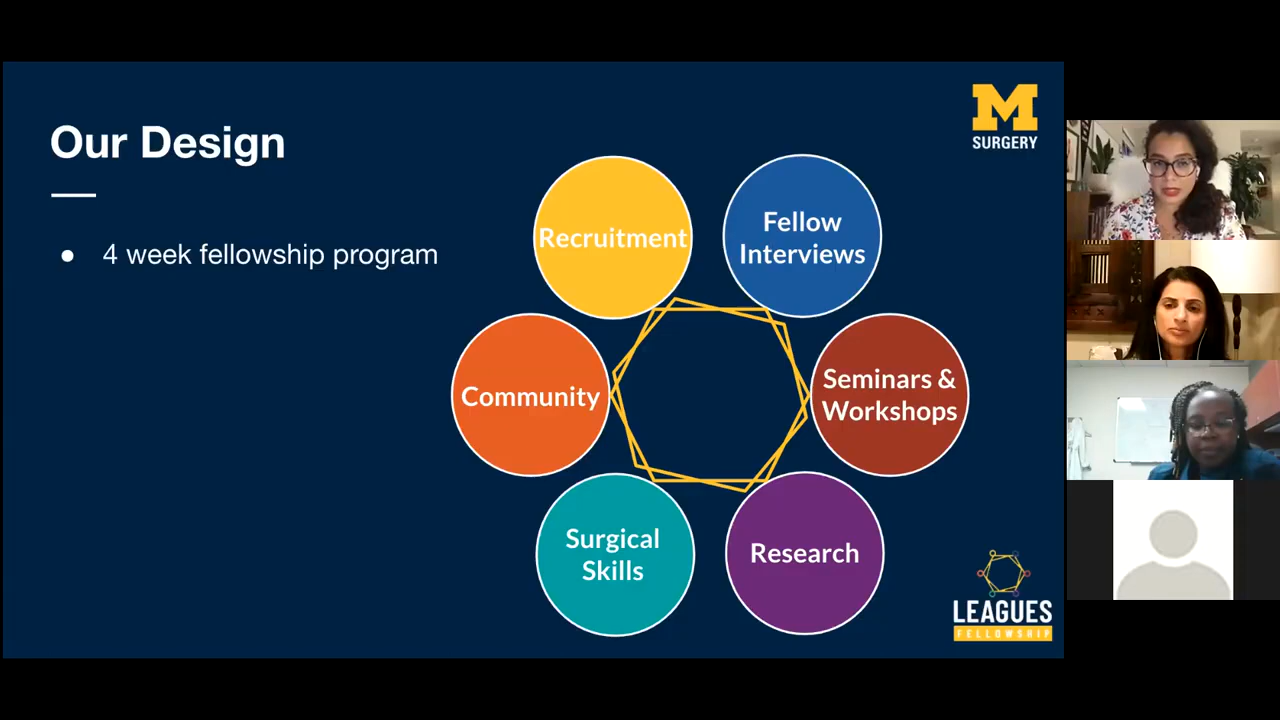 Our Design
● 4 week fellowship program
Recruitment
Fellow
Interviews
Community
Seminars &
Workshops
Surgical
Skills
Research
M
SURGERY
LEAGUES
FELLOWSHIP